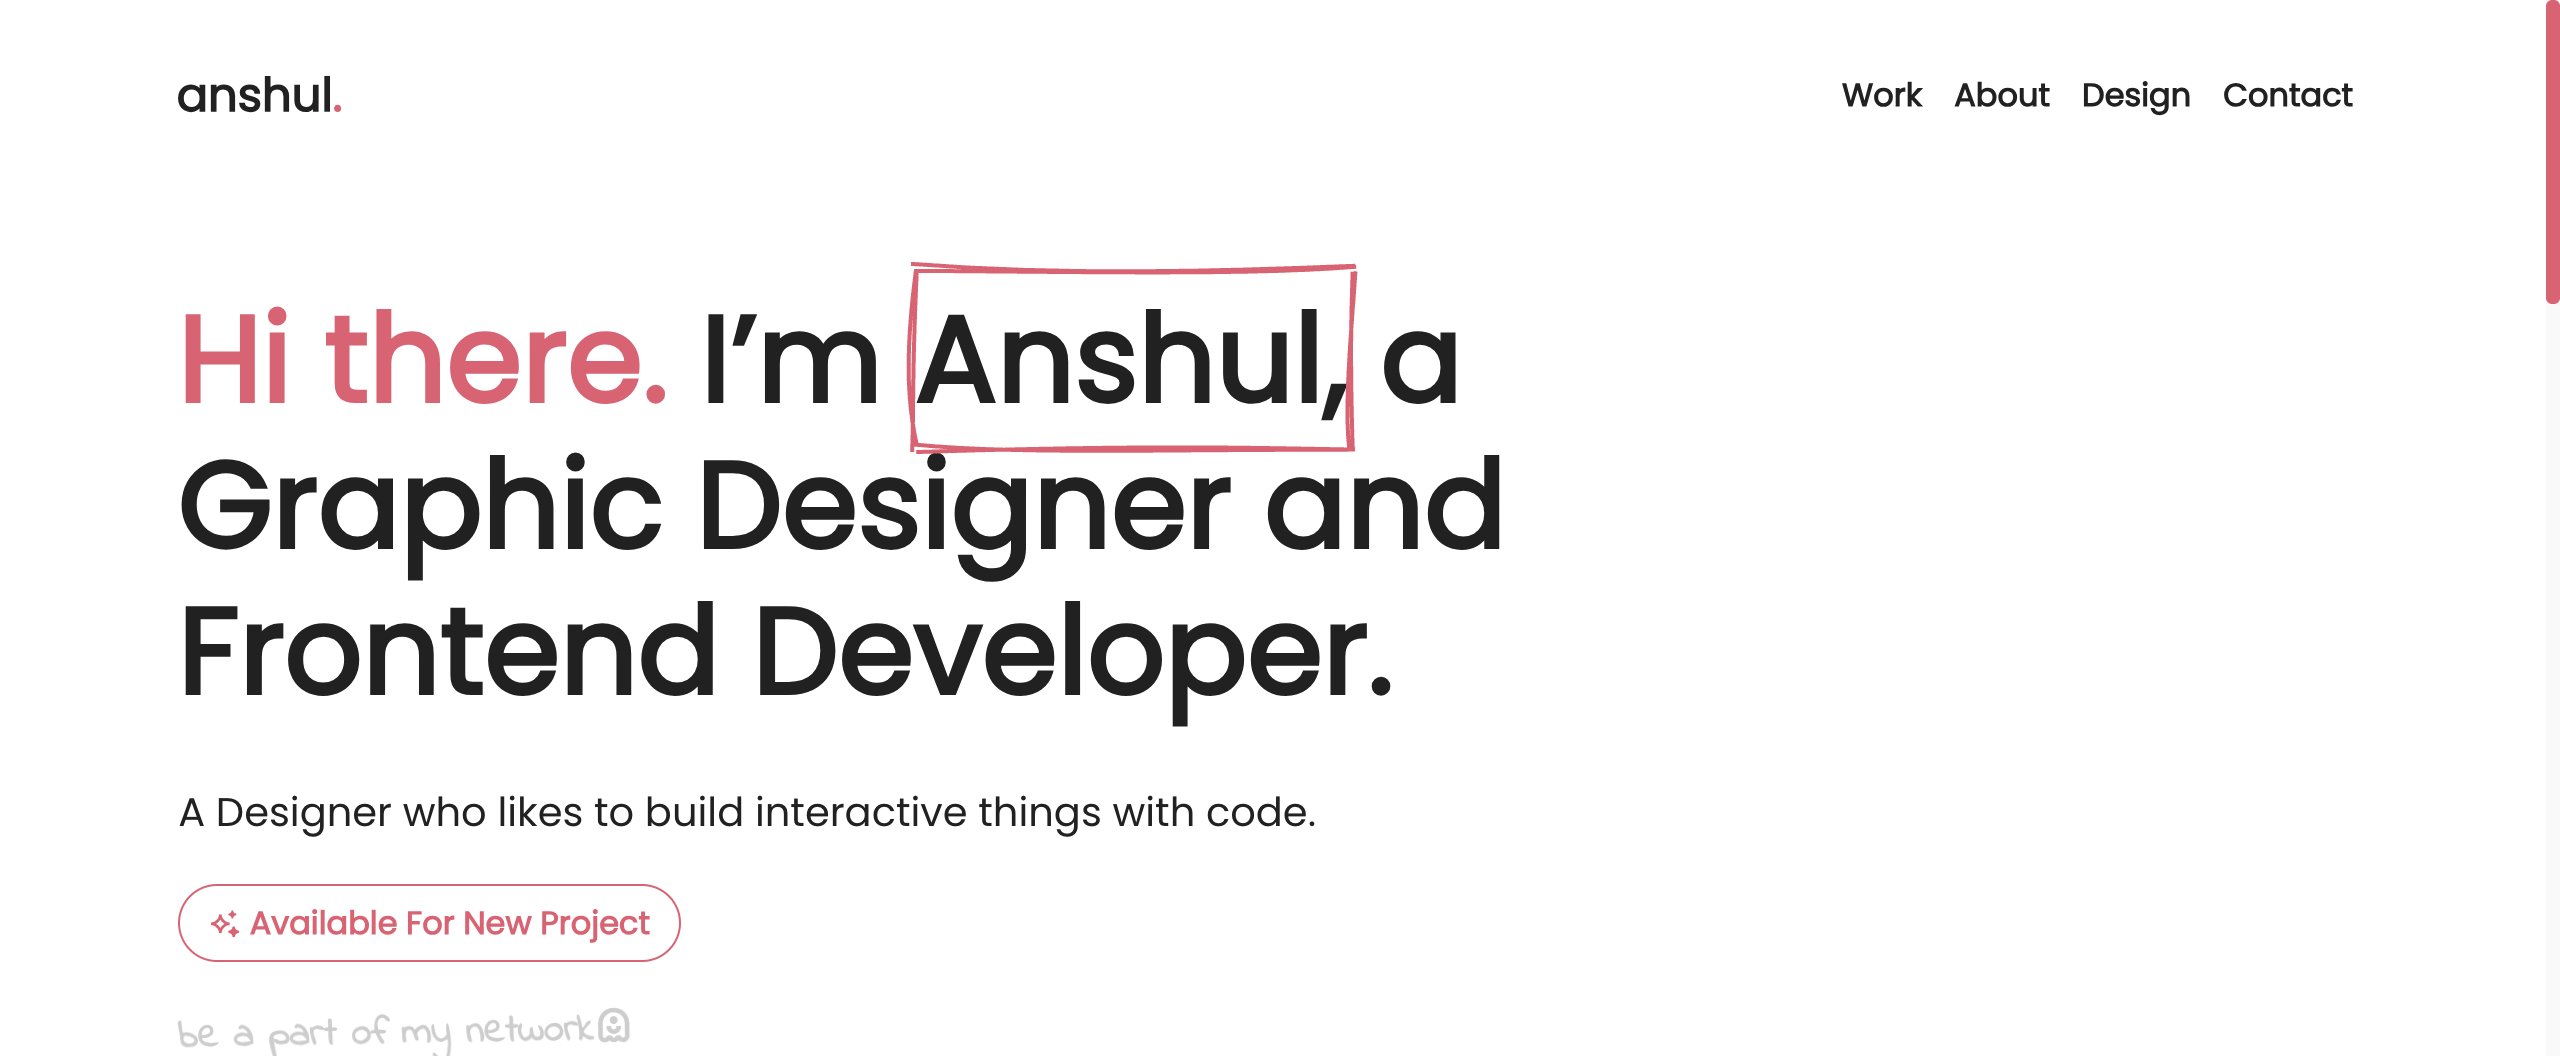 anshul.
Work About Design Contact
Hi there. I’m Anshul, a
Graphic Designer and
Frontend Developer.
A Designer who likes to build interactive things with code.
Available For New Project
be a part of my network